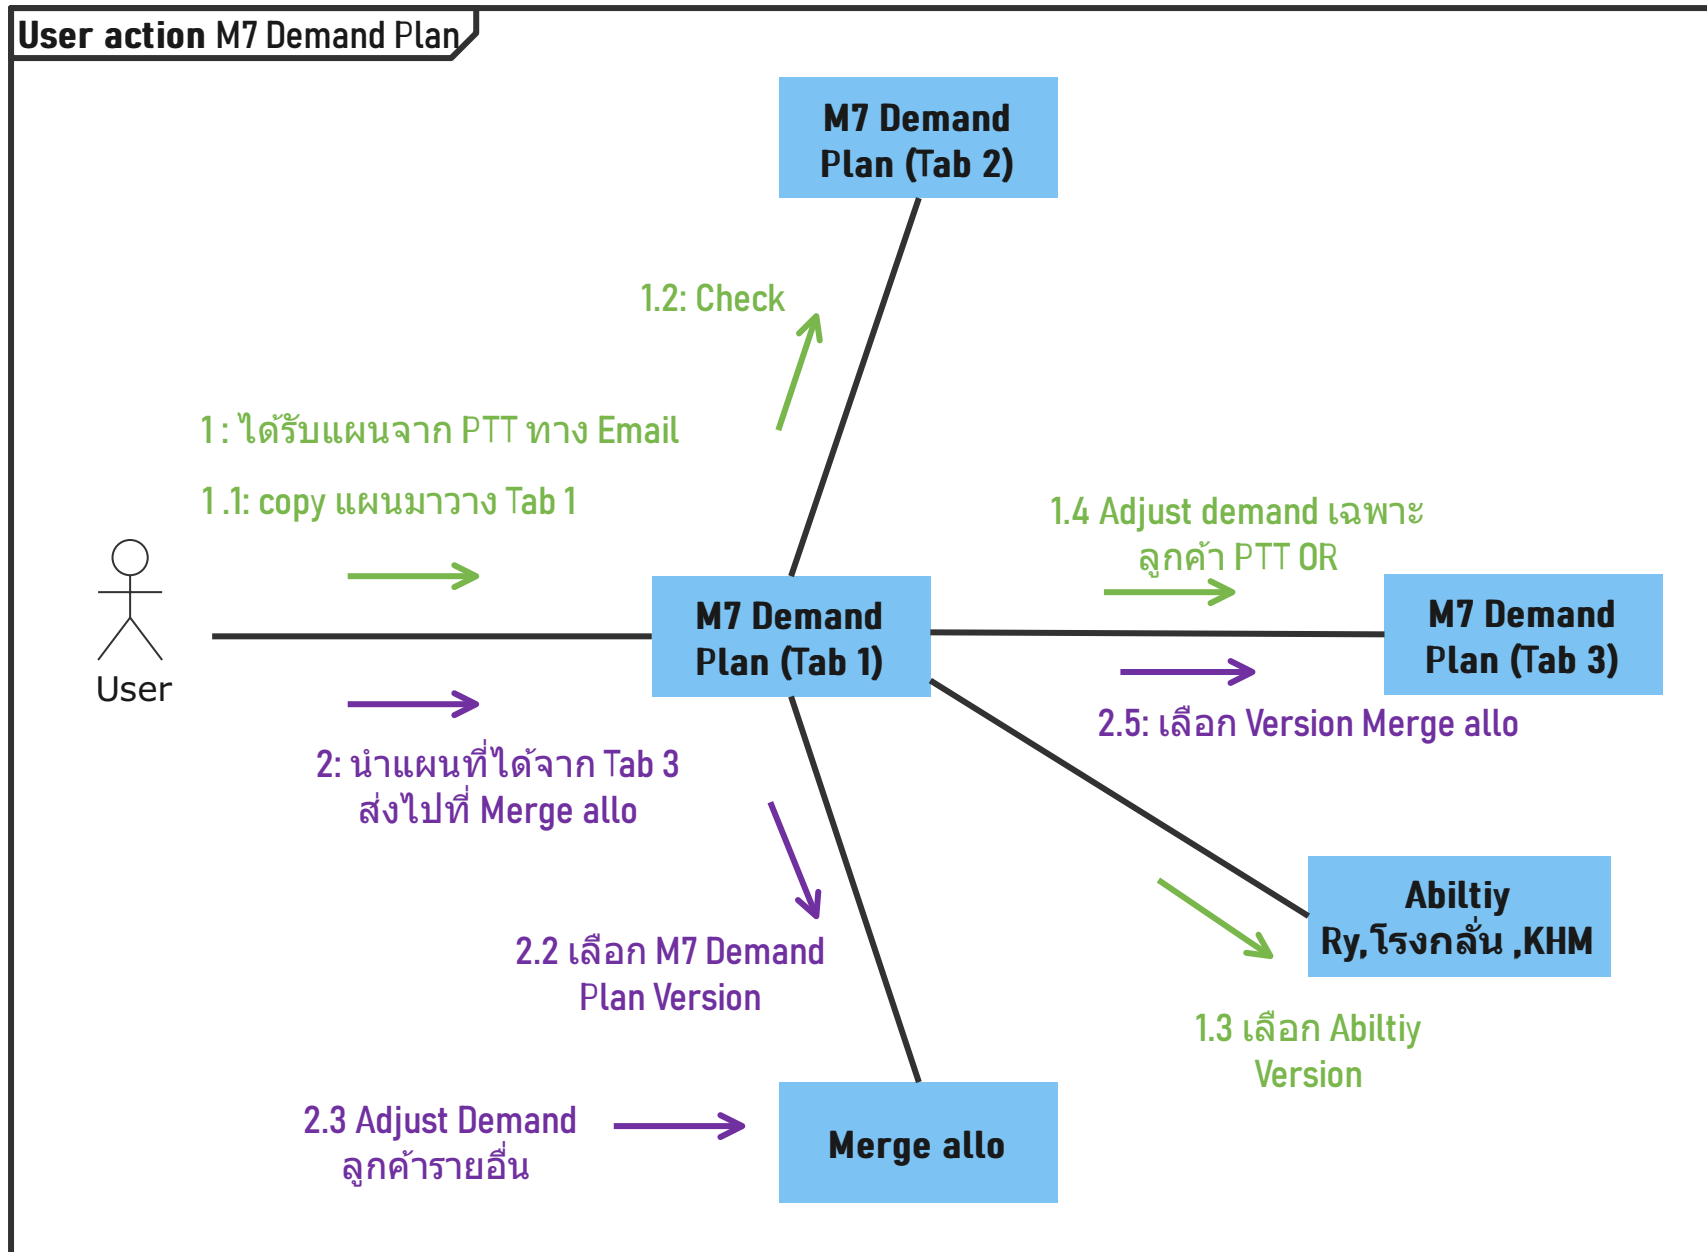 User action M7 Demand Plan
M7 Demand
Plan (Tab 2)
1.2: Check
1: ได้รับแผนจาก PTT ทาง Email
1.1: copy แผนมาวาง Tab 1
1.4 Adjust demand เฉพาะ
ลูกค้า PTT OR
M7 Demand
Plan (Tab 1)
M7 Demand
Plan (Tab 3)
User
2.5: เลือก Version Merge allo
2: นำแผนที่ได้จาก Tab 3
ส่งไปที่ Merge allo
Abiltiy
Ry,โรงกลั่น ,KHM
2.2 เลือก M7 Demand
Plan Version
1.3 เลือก Abiltiy
Version
2.3 Adjust Demand
ลูกค้ารายอื่น
Merge allo